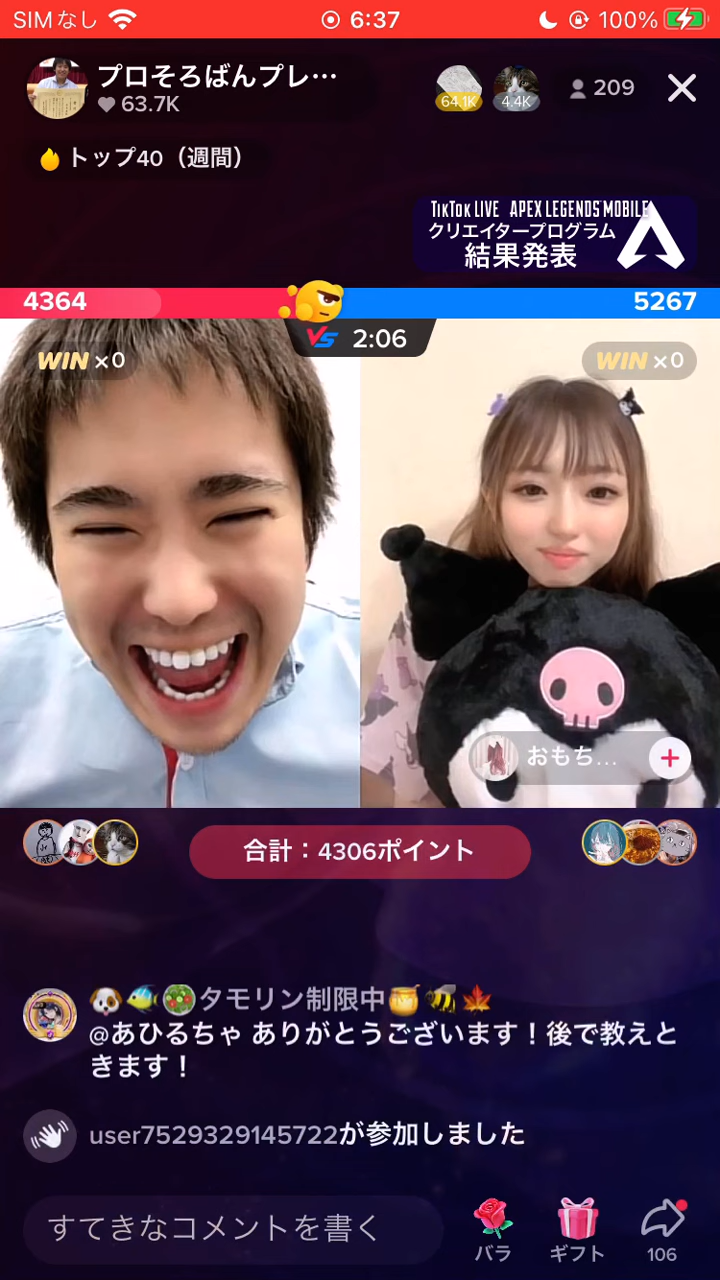 SIMなし 6:37 100%
プロそろばんプレ…
63.7K
64.1K 4.4K 209
トップ40（週間）
TikTok LIVE APEX LEGENDS MOBILE
クリエイタープログラム
結果発表
4364 5267
VS 2:06
WIN x0 WIN x0
おもち…
合計：4306ポイント
タモリン制限中
@あひるちゃ ありがとうございます！後で教えと
きます！
user7529329145722が参加しました
すてきなコメントを書く
バラ ギフト 106